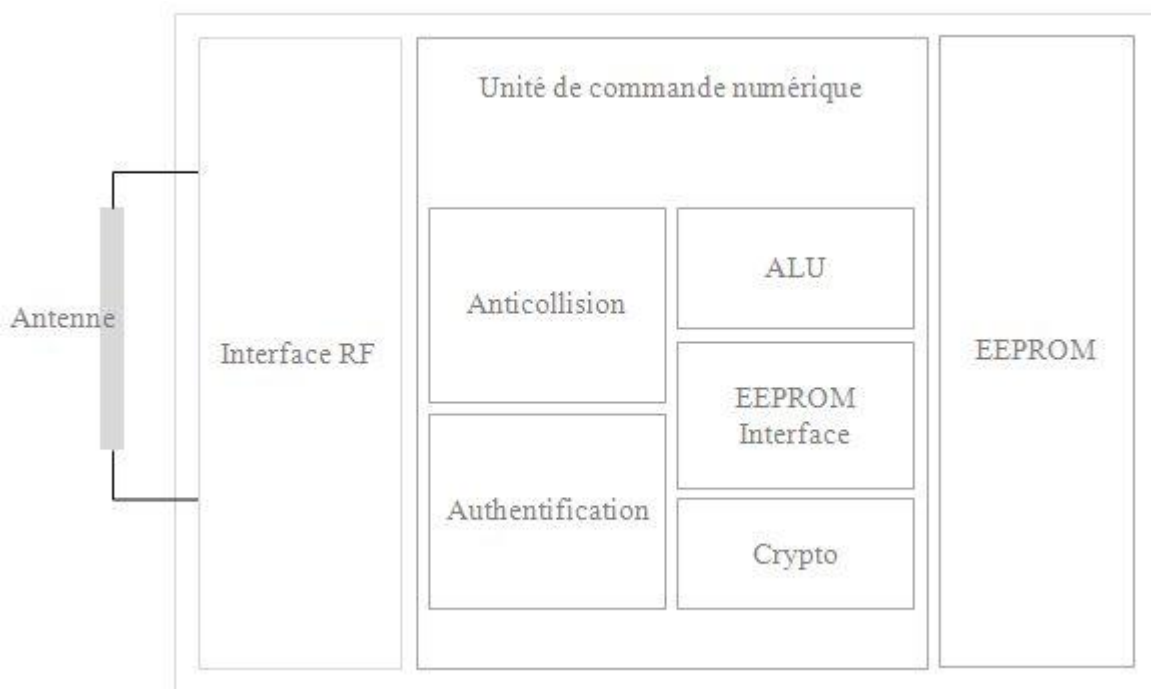 Unité de commande numérique
Antenne
Interface RF
Anticollision
Authentification
ALU
EEPROM
Interface
Crypto
EEPROM